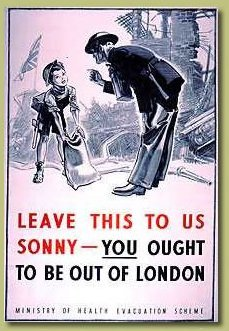 LEAVE THIS TO US
SONNY — YOU OUGHT
TO BE OUT OF LONDON
MINISTRY OF HEALTH EVACUATION SCHEME